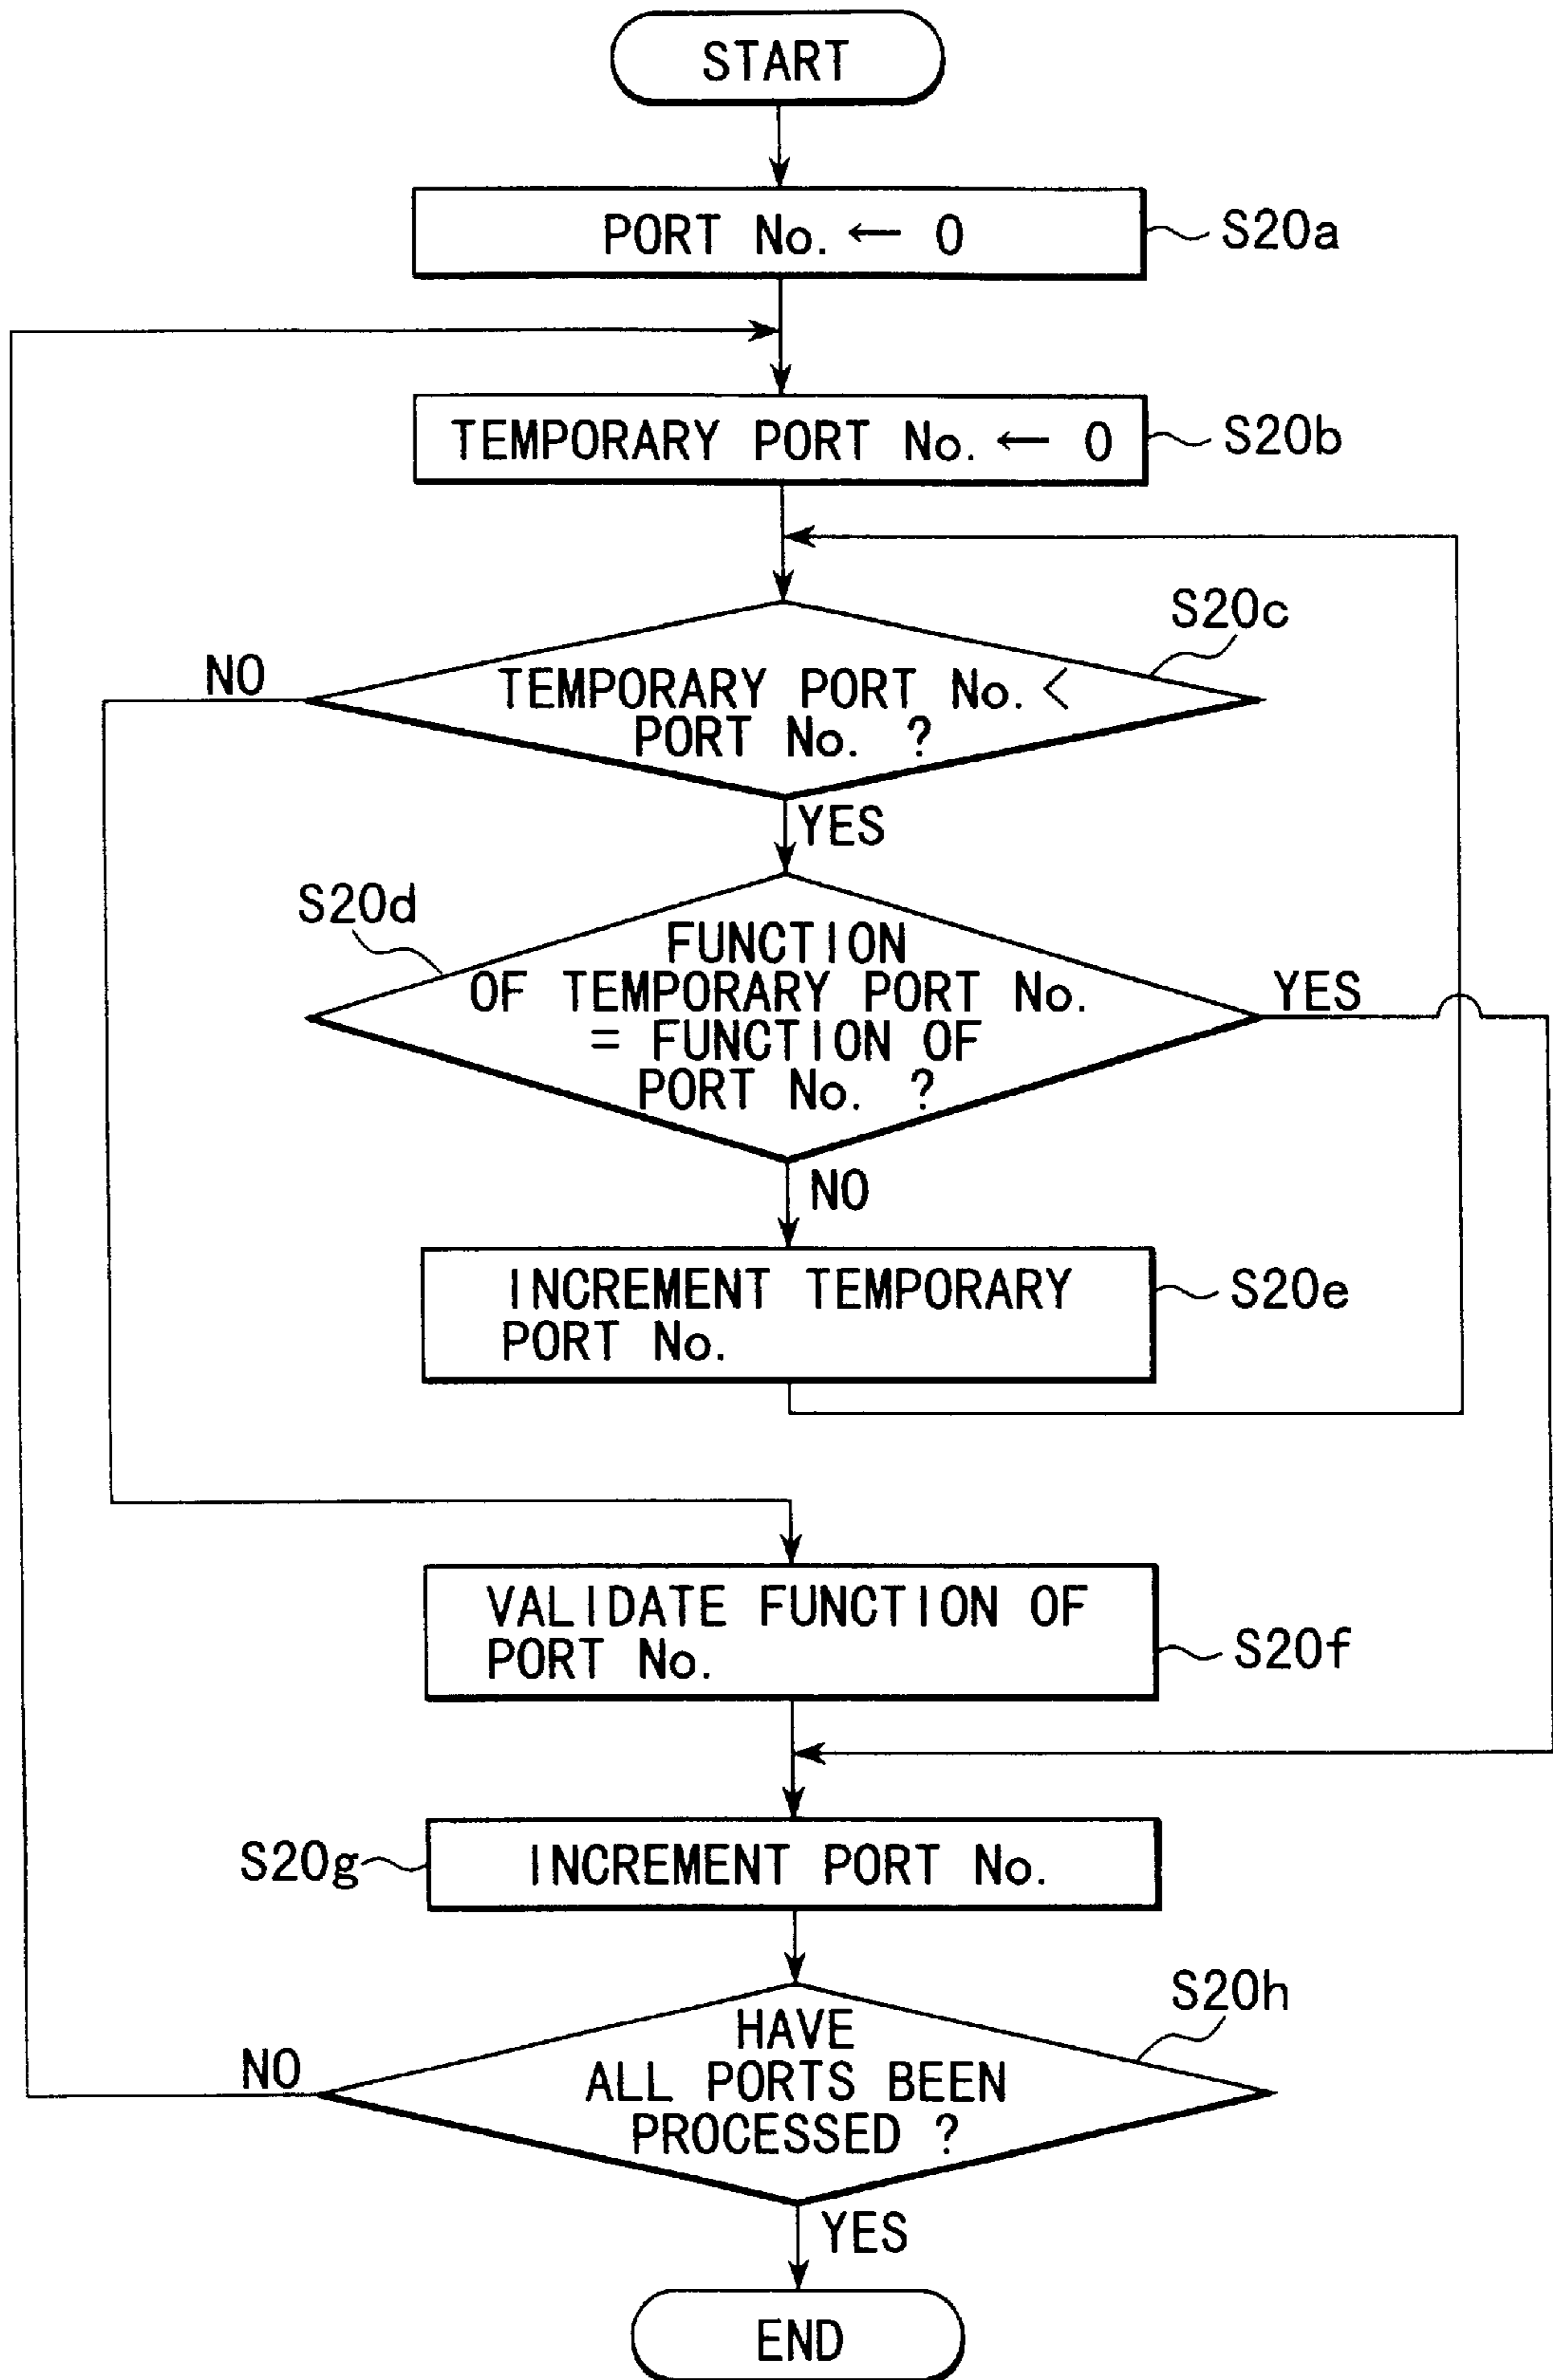 START
PORT No. ← 0
S20a
TEMPORARY PORT No. ← 0
S20b
S20c
NO
TEMPORARY PORT No. <
PORT No. ?
YES
S20d
FUNCTION
OF TEMPORARY PORT No.
= FUNCTION OF
PORT No. ?
YES
NO
INCREMENT TEMPORARY
PORT No.
S20e
VALIDATE FUNCTION OF
PORT No.
S20f
S20g
INCREMENT PORT No.
S20h
NO
HAVE
ALL PORTS BEEN
PROCESSED ?
YES
END